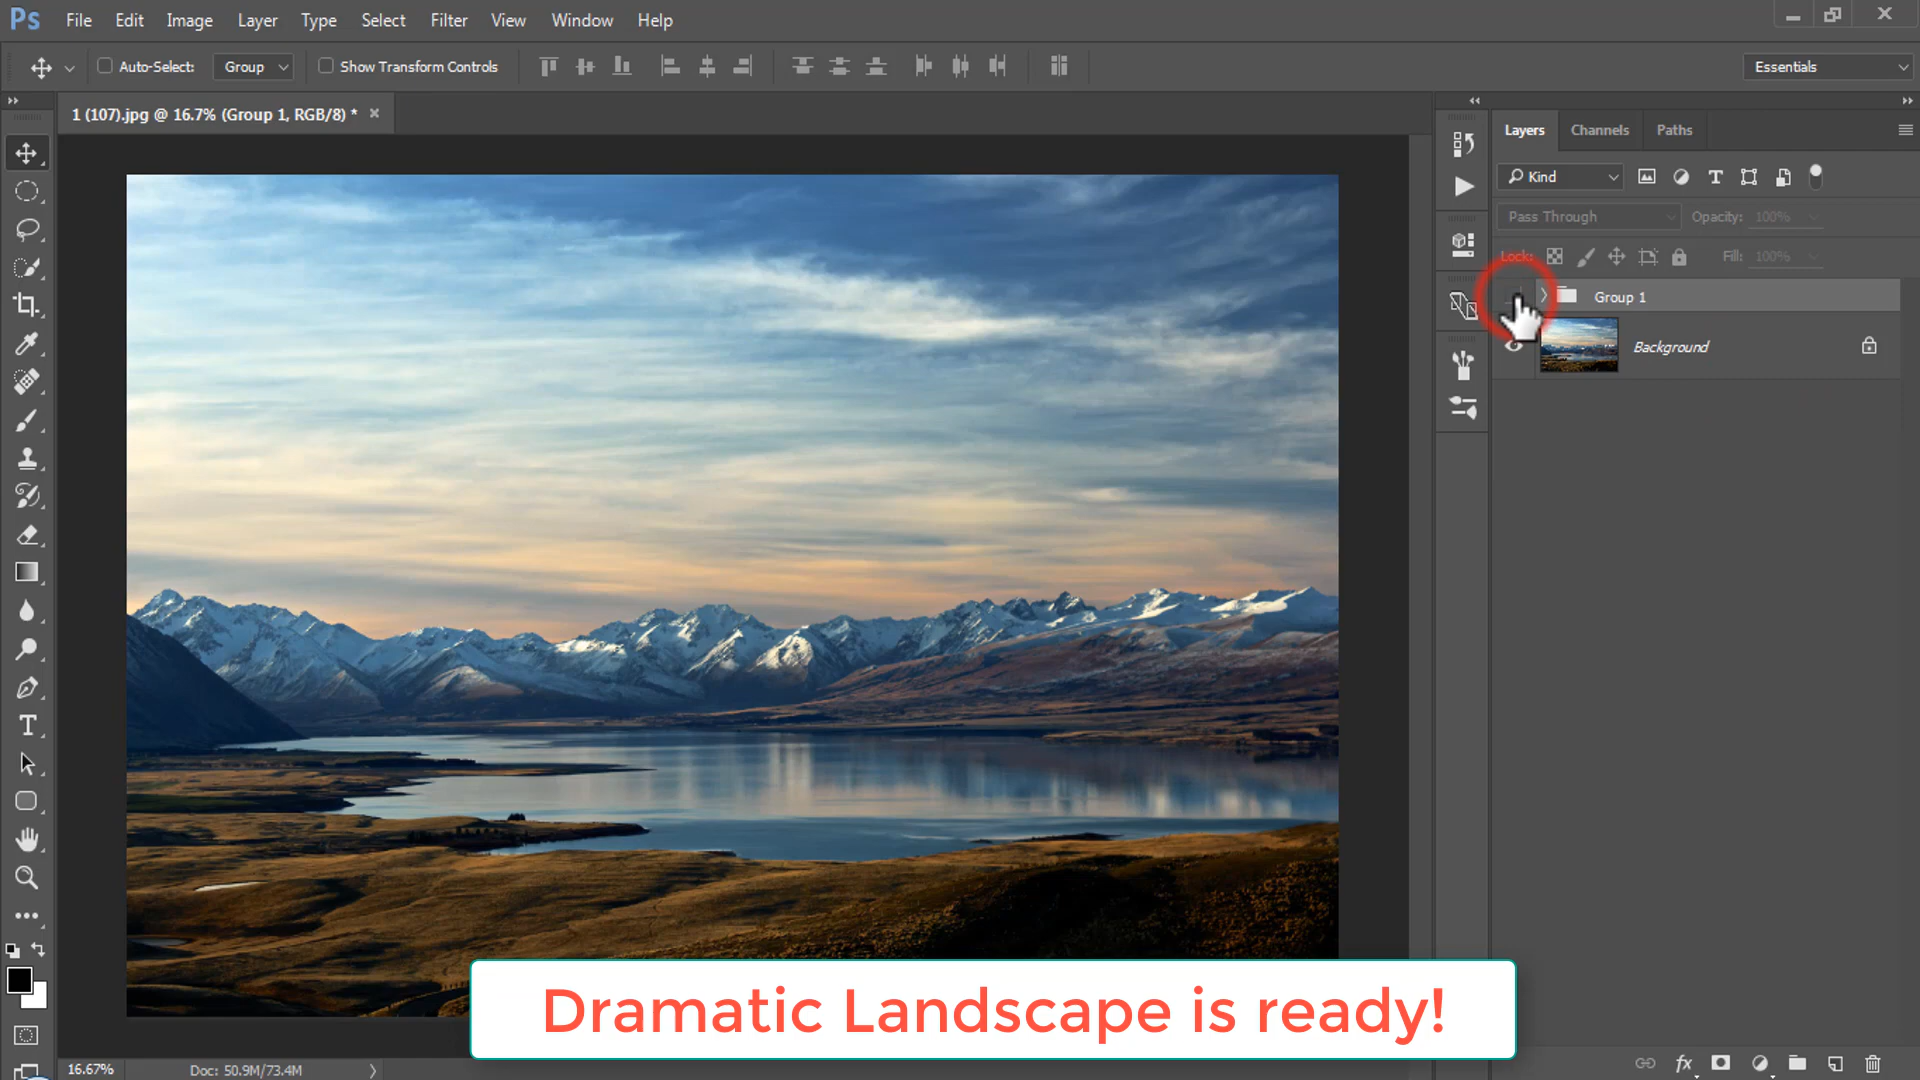 Ps File Edit Image Layer Type Select Filter View Window Help
Auto-Select: Group Show Transform Controls Essentials
1 (107).jpg @ 16.7% (Group 1, RGB/8) * ×
Layers Channels Paths
Kind
Pass Through Opacity: 100%
Lock: Fill: 100%
Group 1
Background
Dramatic Landscape is ready!
16.67% Doc: 50.9M/73.4M
fx